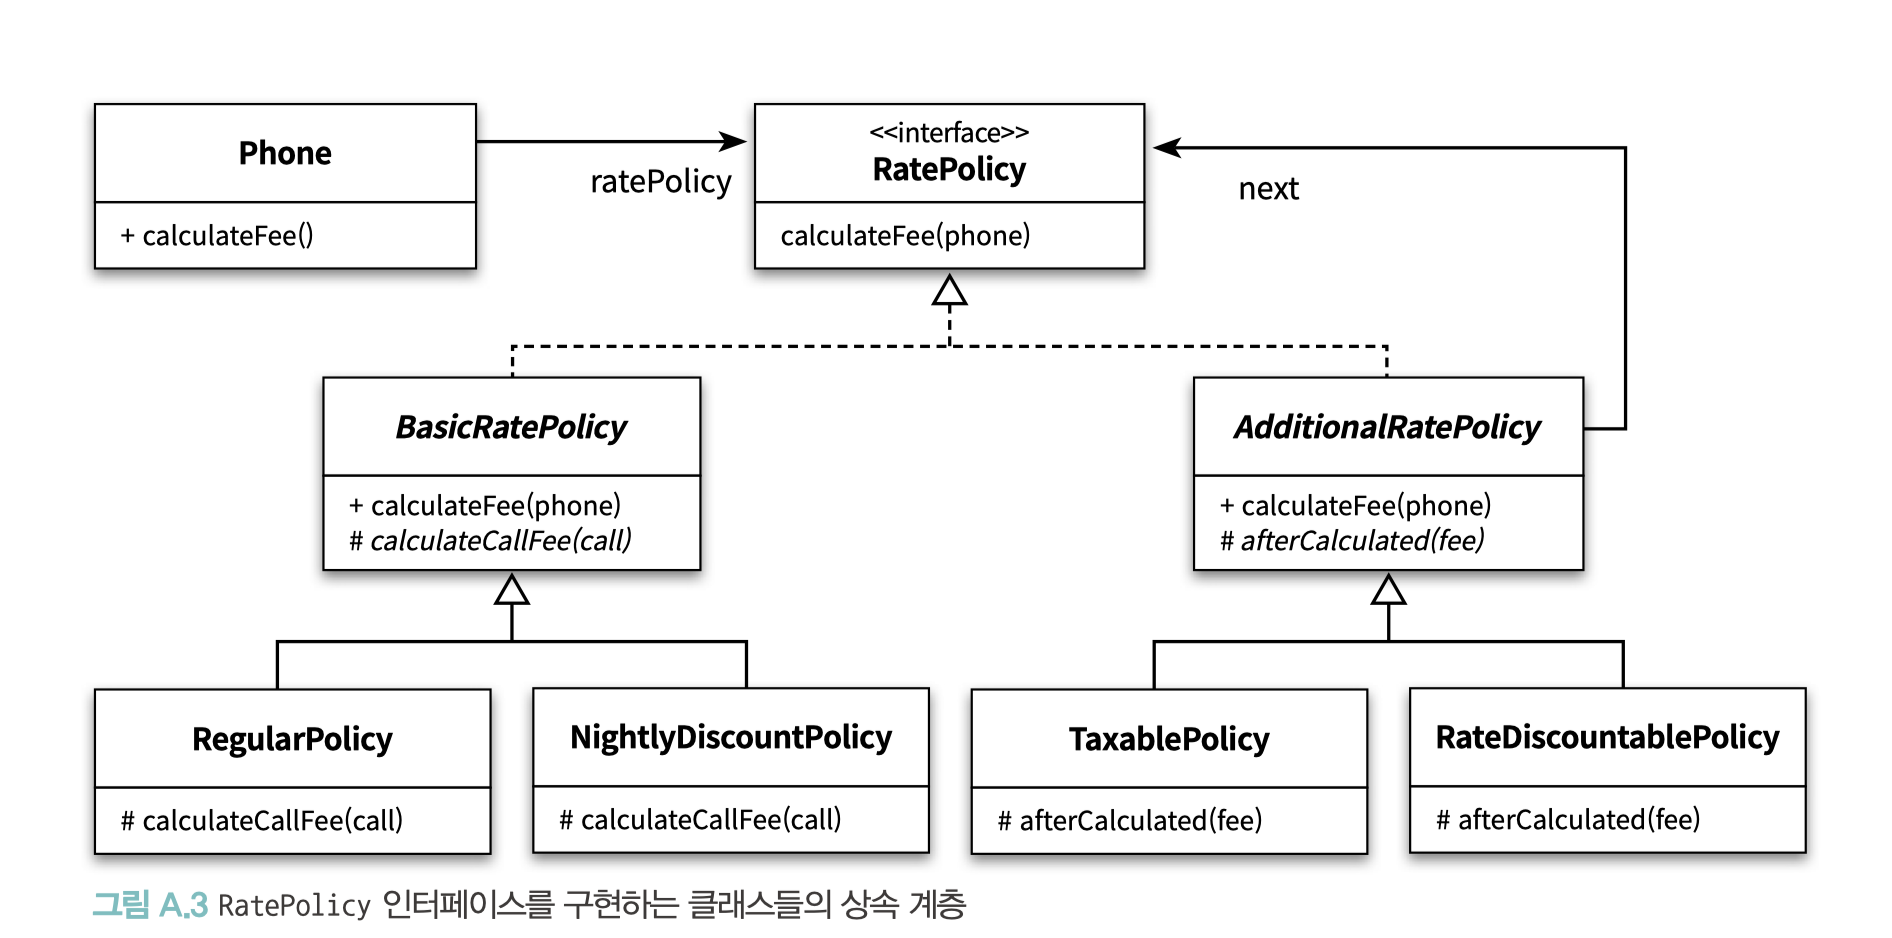 Phone
+ calculateFee()
ratePolicy
<<interface>>
RatePolicy
calculateFee(phone)
next
BasicRatePolicy
+ calculateFee(phone)
# calculateCallFee(call)
AdditionalRatePolicy
+ calculateFee(phone)
# afterCalculated(fee)
RegularPolicy
# calculateCallFee(call)
NightlyDiscountPolicy
# calculateCallFee(call)
TaxablePolicy
# afterCalculated(fee)
RateDiscountablePolicy
# afterCalculated(fee)
그림 A.3 RatePolicy 인터페이스를 구현하는 클래스들의 상속 계층